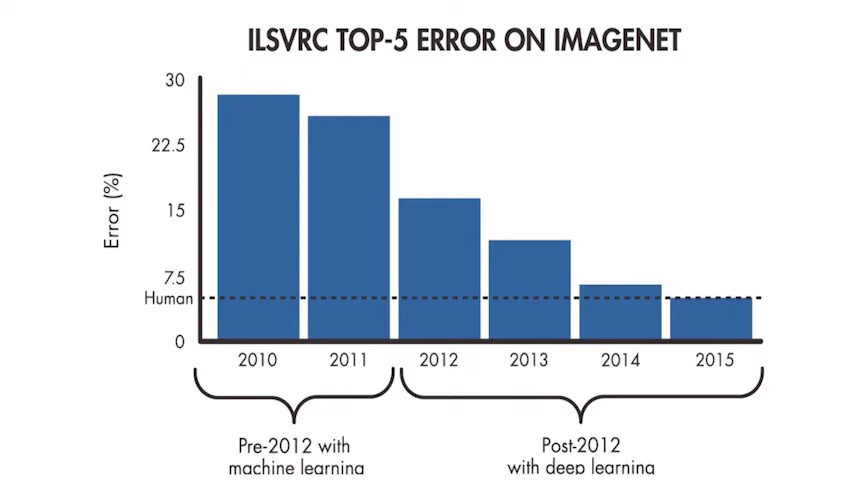 ILSVRC TOP-5 ERROR ON IMAGENET
Error (%)
30
22.5
15
7.5
Human
0
2010 2011 2012 2013 2014 2015
Pre-2012 with
machine learning
Post-2012
with deep learning